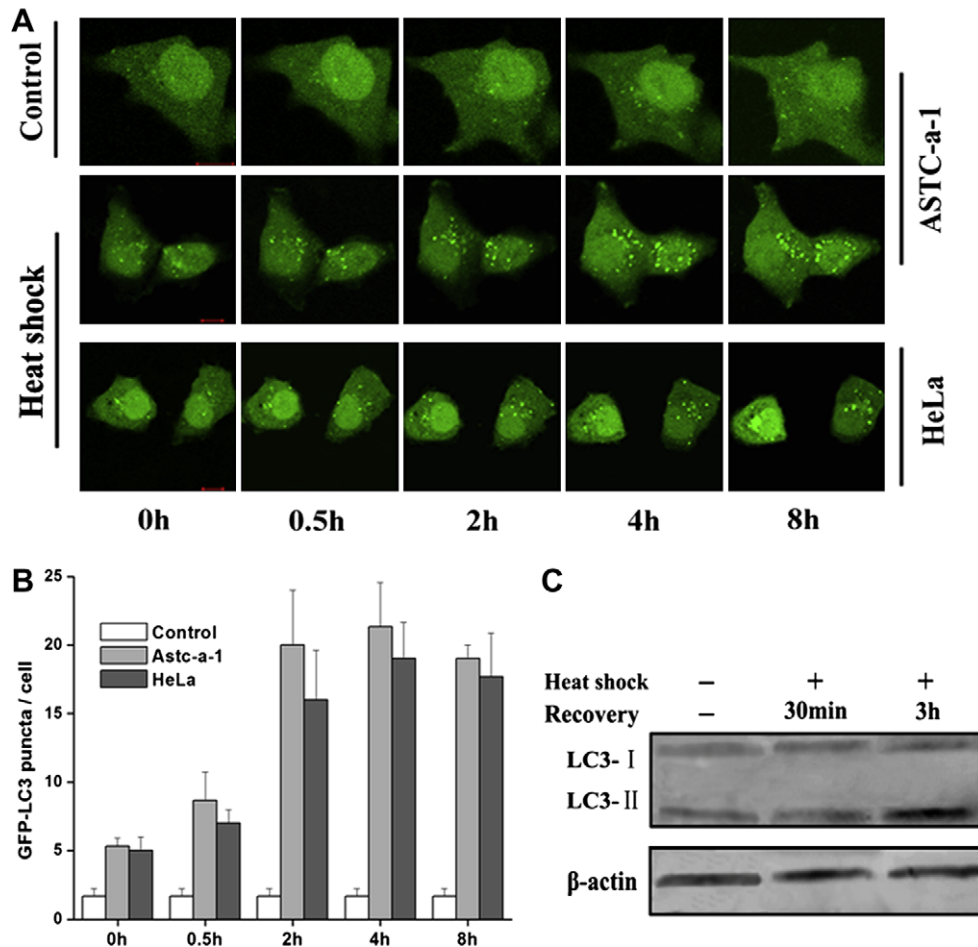 A
Control
Heat shock
ASTC-a-1
HeLa
0h 0.5h 2h 4h 8h
B
GFP-LC3 puncta / cell
25
20
15
10
5
0
Control
Astc-a-1
HeLa
0h 0.5h 2h 4h 8h
C
Heat shock – + +
Recovery – 30min 3h
LC3-Ⅰ
LC3-Ⅱ
β-actin